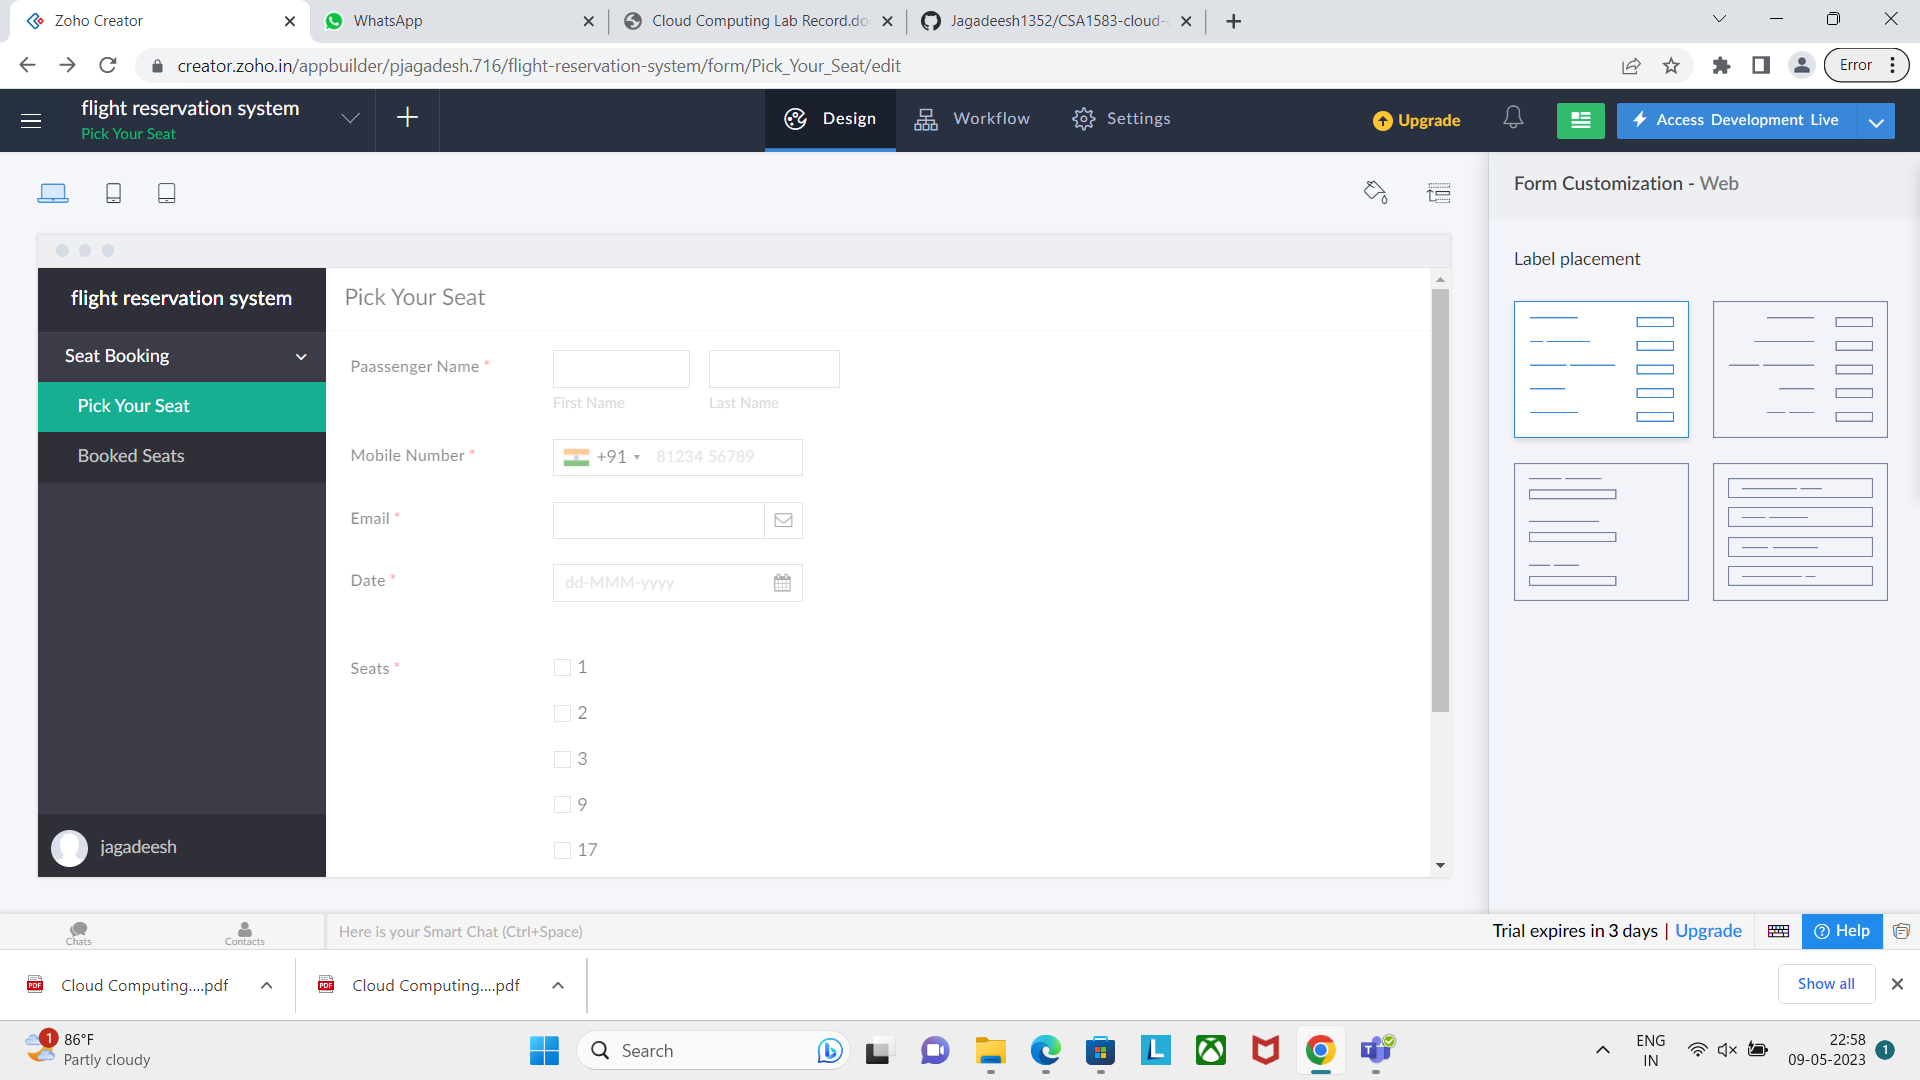 Zoho Creator
WhatsApp
Cloud Computing Lab Record.do
Jagadeesh1352/CSA1583-cloud-
creator.zoho.in/appbuilder/pjagadesh.716/flight-reservation-system/form/Pick_Your_Seat/edit
Error
flight reservation system
Pick Your Seat
Design
Workflow
Settings
Upgrade
Access Development Live
Form Customization - Web
Label placement
flight reservation system
Seat Booking
Pick Your Seat
Booked Seats
jagadeesh
Pick Your Seat
Paassenger Name *
First Name
Last Name
Mobile Number *
+91
81234 56789
Email *
Date *
dd-MMM-yyyy
Seats *
1
2
3
9
17
Chats
Contacts
Here is your Smart Chat (Ctrl+Space)
Trial expires in 3 days | Upgrade
Help
PDF
Cloud Computing....pdf
PDF
Cloud Computing....pdf
Show all
1
86°F
Partly cloudy
Search
L
T
ENG
IN
22:58
09-05-2023
1